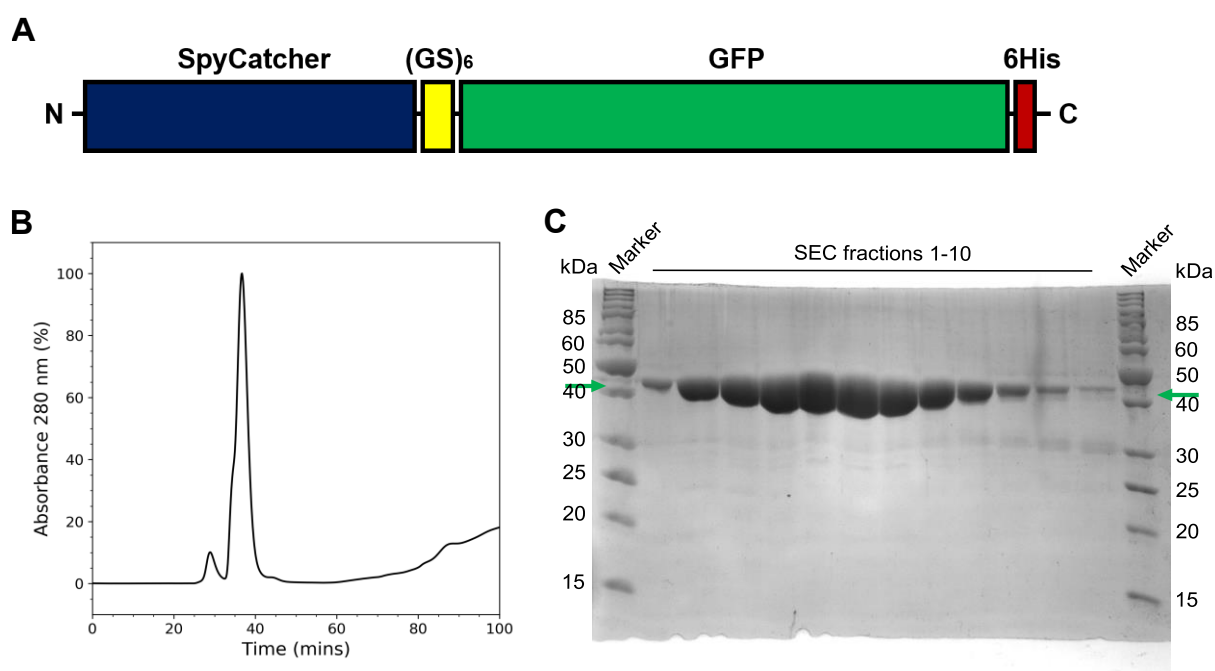 A
SpyCatcher (GS)₆ GFP 6His
N C
B
100
80
60
40
20
0
Absorbance 280 nm (%)
0 20 40 60 80 100
Time (mins)
C
Marker SEC fractions 1-10 Marker
kDa kDa
85 85
60 60
50 50
40 40
30 30
25 25
20 20
15 15